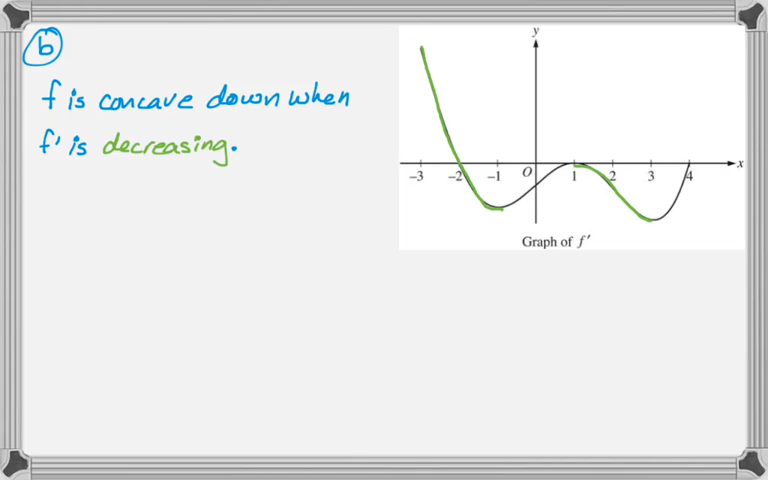 b
f is concave down when
f' is decreasing.
y
-3 -2 -1 O 1 2 3 4 x
Graph of f'